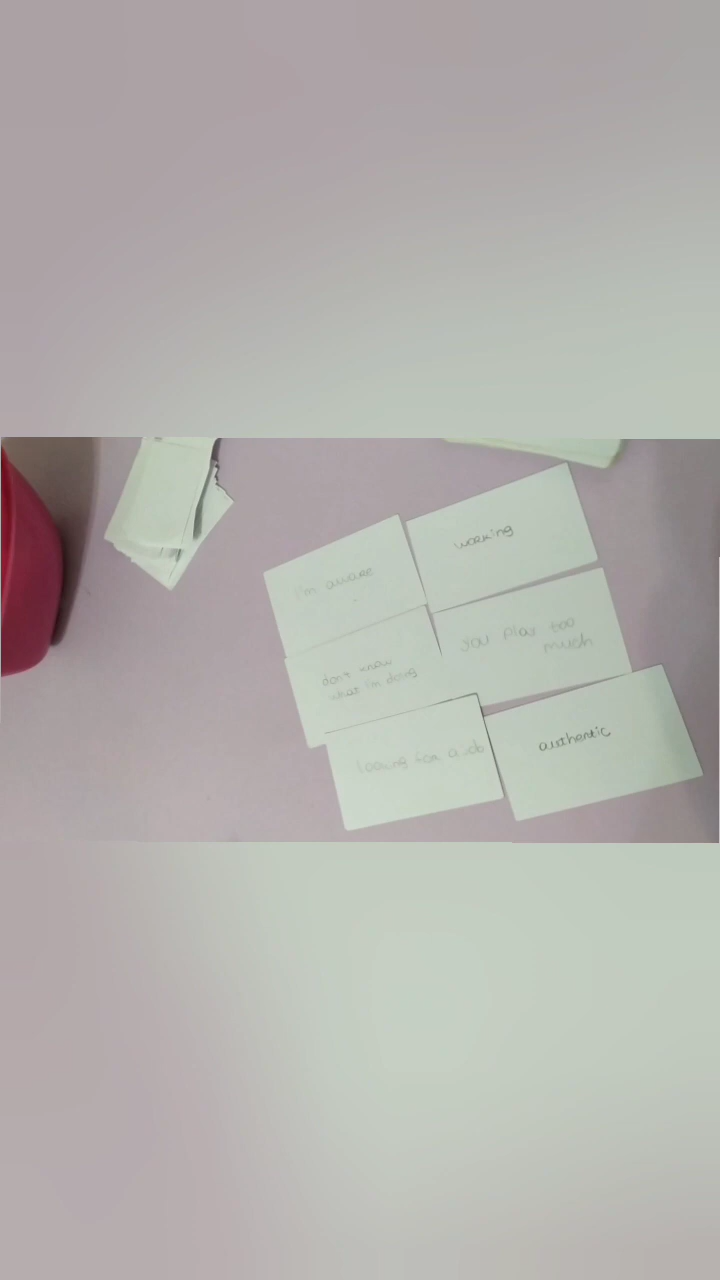 I'm aware
working
don't know
what i'm doing
you play too
much
looking for a job
authentic